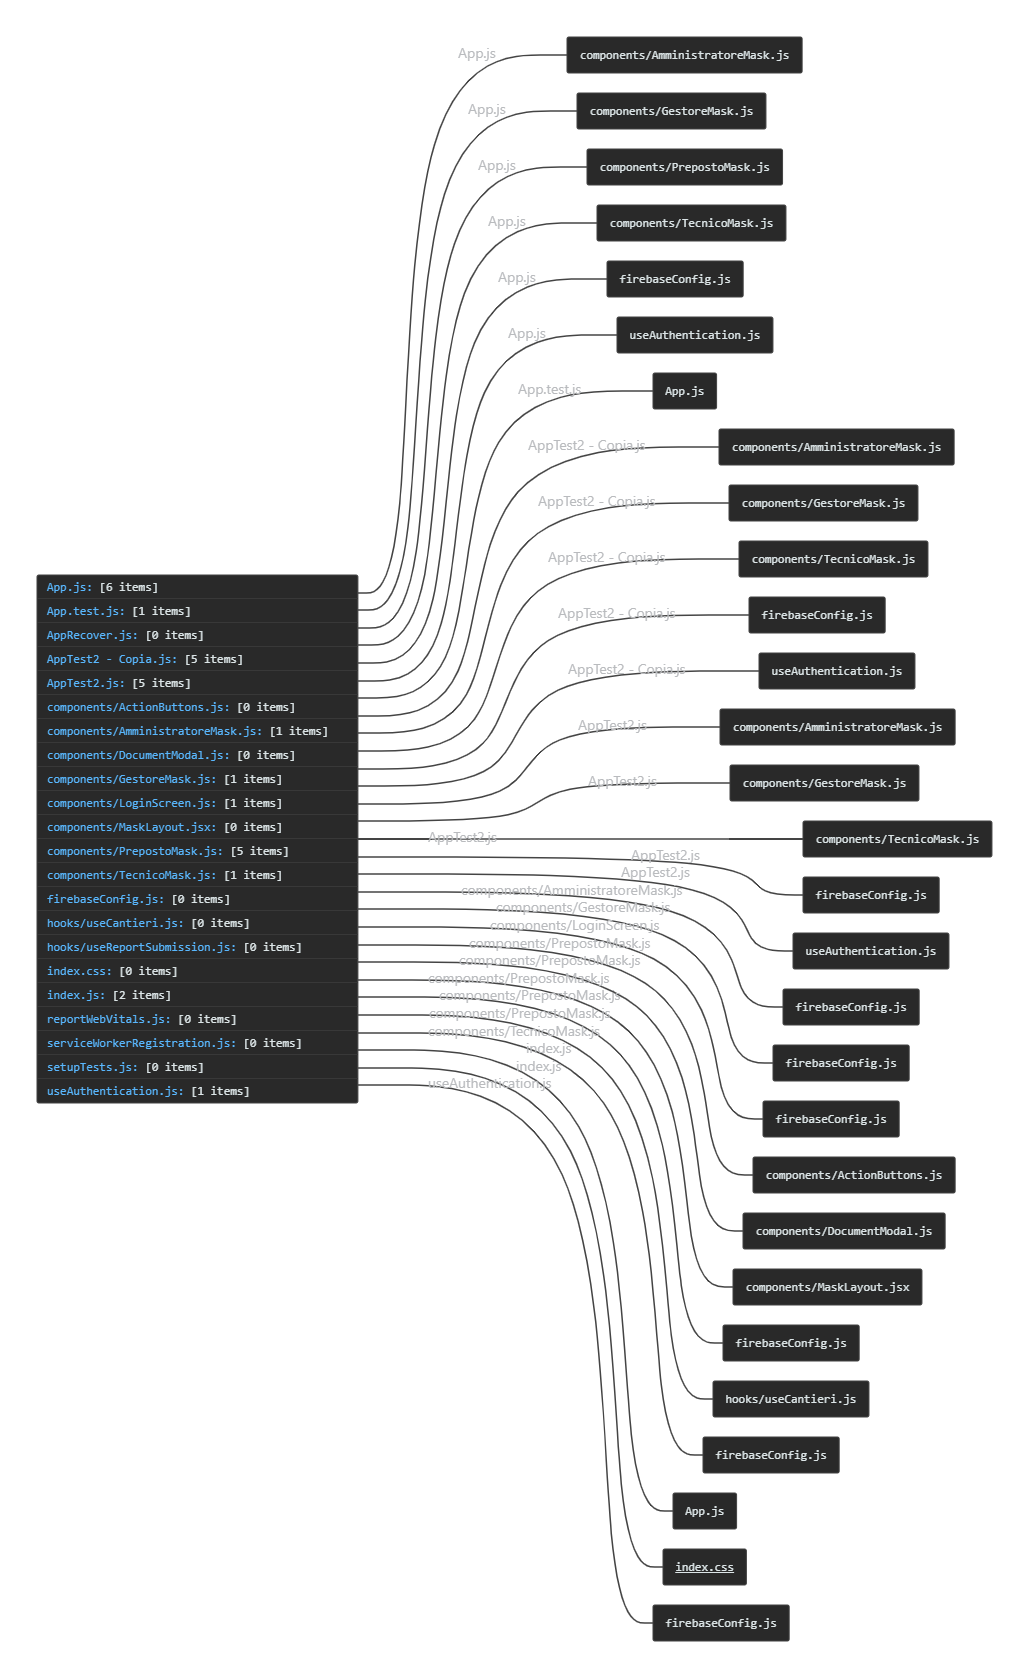 App.js
components/AmministratoreMask.js
App.js
components/GestoreMask.js
App.js
components/PrepostoMask.js
App.js
components/TecnicoMask.js
App.js
firebaseConfig.js
App.js
useAuthentication.js
App.test.js
App.js
AppTest2 - Copia.js
components/AmministratoreMask.js
AppTest2 - Copia.js
components/GestoreMask.js
AppTest2 - Copia.js
components/TecnicoMask.js
AppTest2 - Copia.js
firebaseConfig.js
AppTest2 - Copia.js
useAuthentication.js
AppTest2.js
components/AmministratoreMask.js
AppTest2.js
components/GestoreMask.js
AppTest2.js
components/TecnicoMask.js
AppTest2.js
firebaseConfig.js
AppTest2.js
useAuthentication.js
components/AmministratoreMask.js
firebaseConfig.js
components/GestoreMask.js
firebaseConfig.js
components/LoginScreen.js
firebaseConfig.js
components/PrepostoMask.js
components/ActionButtons.js
components/PrepostoMask.js
components/DocumentModal.js
components/PrepostoMask.js
components/MaskLayout.jsx
components/PrepostoMask.js
firebaseConfig.js
components/PrepostoMask.js
hooks/useCantieri.js
components/TecnicoMask.js
firebaseConfig.js
index.js
App.js
index.js
index.css
useAuthentication.js
firebaseConfig.js
App.js: [6 items]
App.test.js: [1 items]
AppRecover.js: [0 items]
AppTest2 - Copia.js: [5 items]
AppTest2.js: [5 items]
components/ActionButtons.js: [0 items]
components/AmministratoreMask.js: [1 items]
components/DocumentModal.js: [0 items]
components/GestoreMask.js: [1 items]
components/LoginScreen.js: [1 items]
components/MaskLayout.jsx: [0 items]
components/PrepostoMask.js: [5 items]
components/TecnicoMask.js: [1 items]
firebaseConfig.js: [0 items]
hooks/useCantieri.js: [0 items]
hooks/useReportSubmission.js: [0 items]
index.css: [0 items]
index.js: [2 items]
reportWebVitals.js: [0 items]
serviceWorkerRegistration.js: [0 items]
setupTests.js: [0 items]
useAuthentication.js: [1 items]